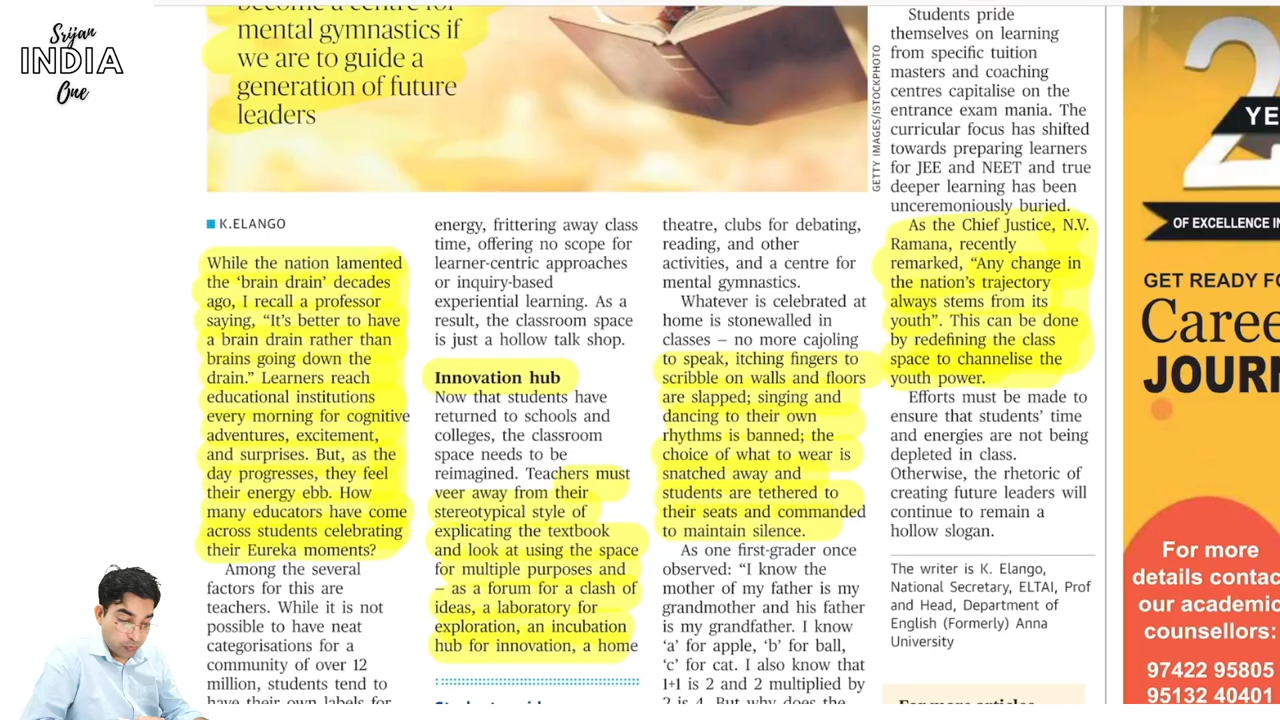 Srijan
INDIA
One
become a centre for
mental gymnastics if
we are to guide a
generation of future
leaders
GETTY IMAGES/ISTOCKPHOTO
K.ELANGO
While the nation lamented
the ‘brain drain’ decades
ago, I recall a professor
saying, “It’s better to have
a brain drain rather than
brains going down the
drain.” Learners reach
educational institutions
every morning for cognitive
adventures, excitement,
and surprises. But, as the
day progresses, they feel
their energy ebb. How
many educators have come
across students celebrating
their Eureka moments?
Among the several
factors for this are
teachers. While it is not
possible to have neat
categorisations for a
community of over 12
million, students tend to
have their own labels for
energy, frittering away class
time, offering no scope for
learner-centric approaches
or inquiry-based
experiential learning. As a
result, the classroom space
is just a hollow talk shop.
Innovation hub
Now that students have
returned to schools and
colleges, the classroom
space needs to be
reimagined. Teachers must
veer away from their
stereotypical style of
explicating the textbook
and look at using the space
for multiple purposes and
– as a forum for a clash of
ideas, a laboratory for
exploration, an incubation
hub for innovation, a home
theatre, clubs for debating,
reading, and other
activities, and a centre for
mental gymnastics.
Whatever is celebrated at
home is stonewalled in
classes – no more cajoling
to speak, itching fingers to
scribble on walls and floors
are slapped; singing and
dancing to their own
rhythms is banned; the
choice of what to wear is
snatched away and
students are tethered to
their seats and commanded
to maintain silence.
As one first-grader once
observed: “I know the
mother of my father is my
grandmother and his father
is my grandfather. I know
‘a’ for apple, ‘b’ for ball,
‘c’ for cat. I also know that
1+1 is 2 and 2 multiplied by
2 is 4. But why does the
Students pride
themselves on learning
from specific tuition
masters and coaching
centres capitalise on the
entrance exam mania. The
curricular focus has shifted
towards preparing learners
for JEE and NEET and true
deeper learning has been
unceremoniously buried.
As the Chief Justice, N.V.
Ramana, recently
remarked, “Any change in
the nation’s trajectory
always stems from its
youth”. This can be done
by redefining the class
space to channelise the
youth power.
Efforts must be made to
ensure that students’ time
and energies are not being
depleted in class.
Otherwise, the rhetoric of
creating future leaders will
continue to remain a
hollow slogan.
The writer is K. Elango,
National Secretary, ELTAI, Prof
and Head, Department of
English (Formerly) Anna
University
For more articles
2
YE
OF EXCELLENCE IN
GET READY FO
Caree
JOURN
For more
details contac
our academic
counsellors:
97422 95805
95132 40401